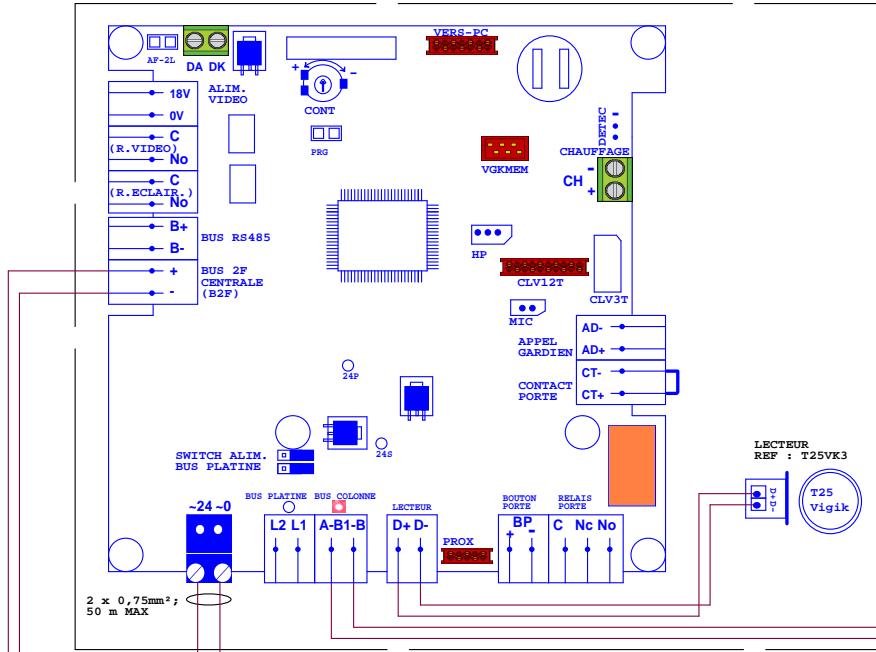 VERS-PC
AF-2L
DA DK
ALIM.
VIDEO
+ -
CONT
PRG
18V
0V
C
(R.VIDEO)
No
C
(R.ECLAIR.)
No
B+
BUS RS485
B-
+
BUS 2F
CENTRALE
(B2F)
-
DETEC
CHAUFFAGE
-
CH
+
VGKMEM
HP
CLV12T
CLV3T
MIC
AD-
APPEL
GARDIEN
AD+
CT-
CONTACT
PORTE
CT+
24P
24S
SWITCH ALIM.
BUS PLATINE
LECTEUR
REF : T25VK3
D+D-
T25
Vigik
~24 ~0
BUS PLATINE
BUS COLONNE
LECTEUR
BOUTON
PORTE
RELAIS
PORTE
L2 L1
A-B1-B
D+ D-
PROX
BP
+ -
C Nc No
2 x 0,75mm²;
50 m MAX